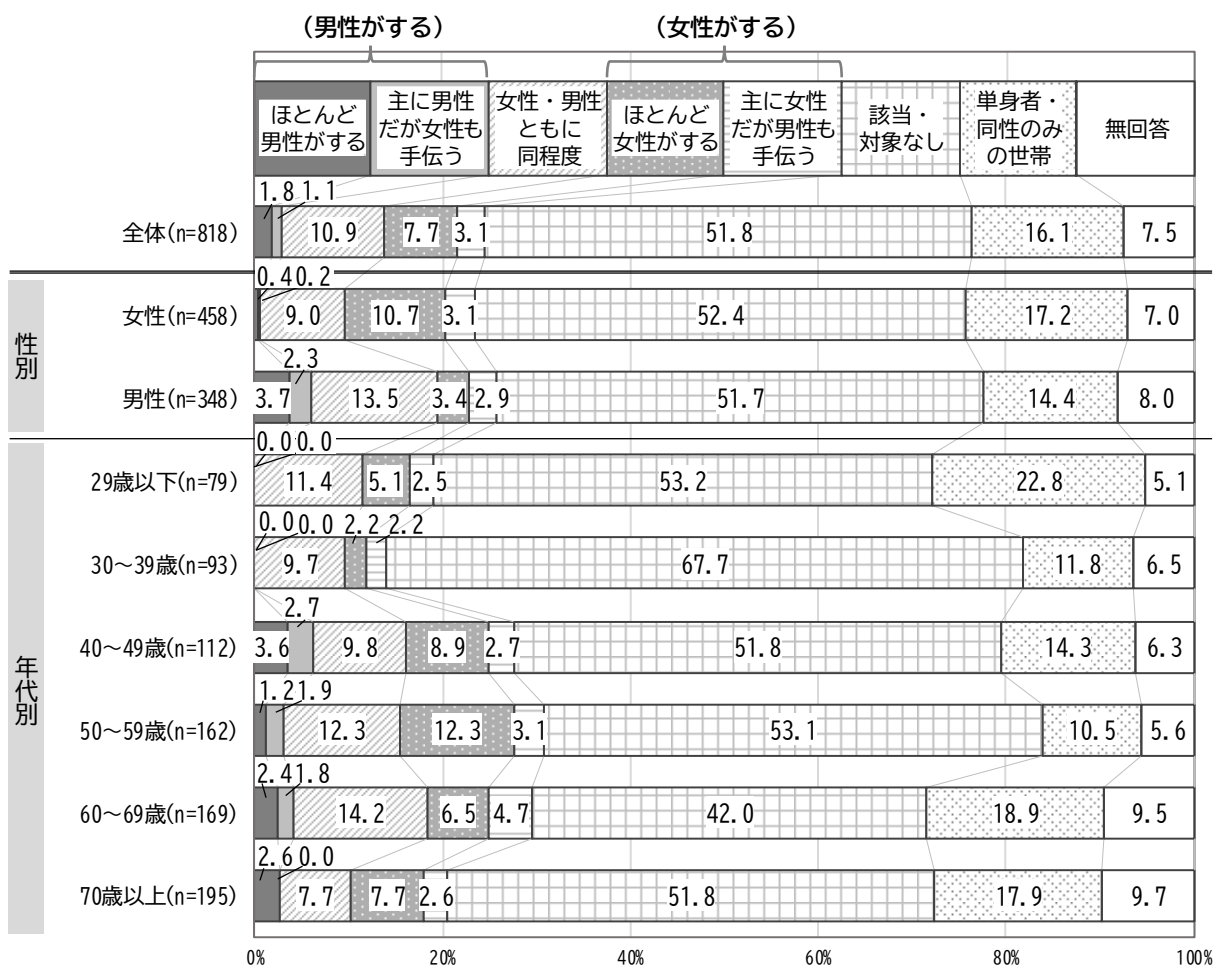 （男性がする）　（女性がする）
ほとんど
男性がする
主に男性
だが女性も
手伝う
女性・男性
ともに
同程度
ほとんど
女性がする
主に女性
だが男性も
手伝う
該当・
対象なし
単身者・
同性のみ
の世帯
無回答
全体(n=818) 1.8 1.1 10.9 7.7 3.1 51.8 16.1 7.5
性別
女性(n=458) 0.4 0.2 9.0 10.7 3.1 52.4 17.2 7.0
男性(n=348) 3.7 2.3 13.5 3.4 2.9 51.7 14.4 8.0
年代別
29歳以下(n=79) 0.0 0.0 11.4 5.1 2.5 53.2 22.8 5.1
30～39歳(n=93) 0.0 0.0 9.7 2.2 2.2 67.7 11.8 6.5
40～49歳(n=112) 3.6 2.7 9.8 8.9 2.7 51.8 14.3 6.3
50～59歳(n=162) 1.2 1.9 12.3 12.3 3.1 53.1 10.5 5.6
60～69歳(n=169) 2.4 1.8 14.2 6.5 4.7 42.0 18.9 9.5
70歳以上(n=195) 2.6 0.0 7.7 7.7 2.6 51.8 17.9 9.7
0% 20% 40% 60% 80% 100%